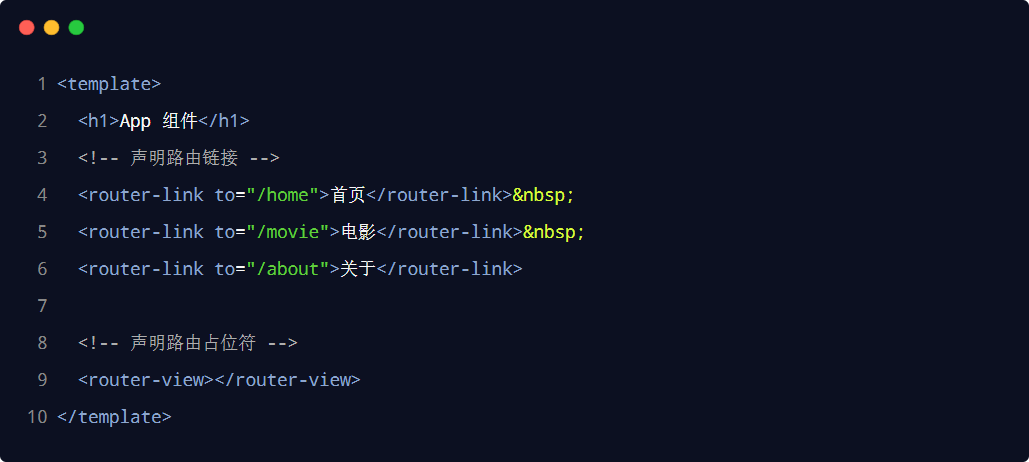 1 <template>
2 <h1>App 组件</h1>
3 <!-- 声明路由链接 -->
4 <router-link to="/home">首页</router-link>&nbsp;
5 <router-link to="/movie">电影</router-link>&nbsp;
6 <router-link to="/about">关于</router-link>
7
8 <!-- 声明路由占位符 -->
9 <router-view></router-view>
10 </template>